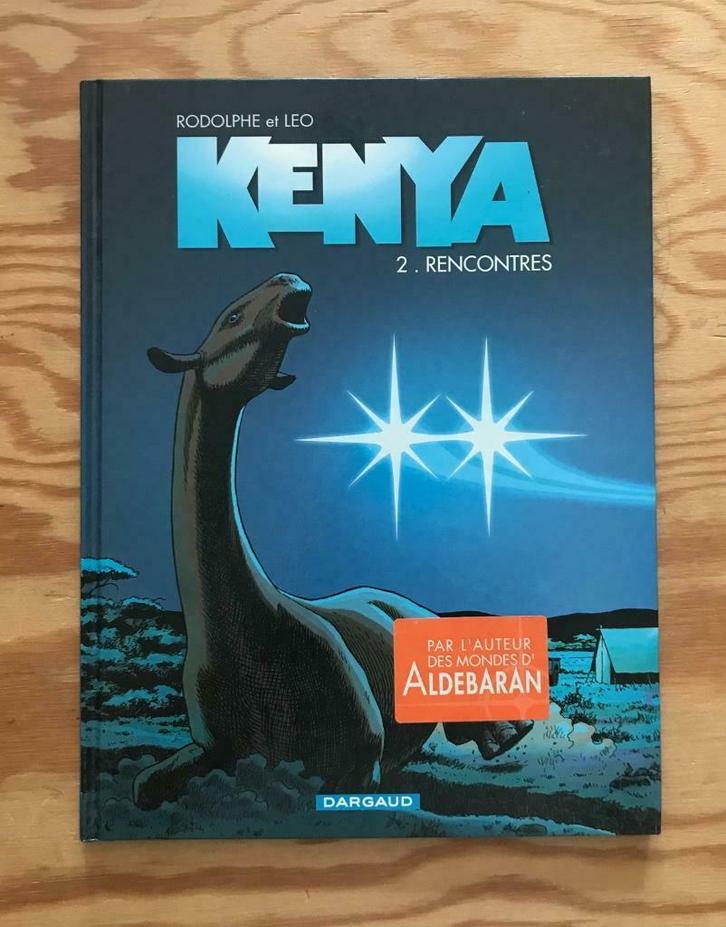 RODOLPHE et LEO
KENYA
2. RENCONTRES
PAR L'AUTEUR
DES MONDES D'
ALDEBARAN
DARGAUD